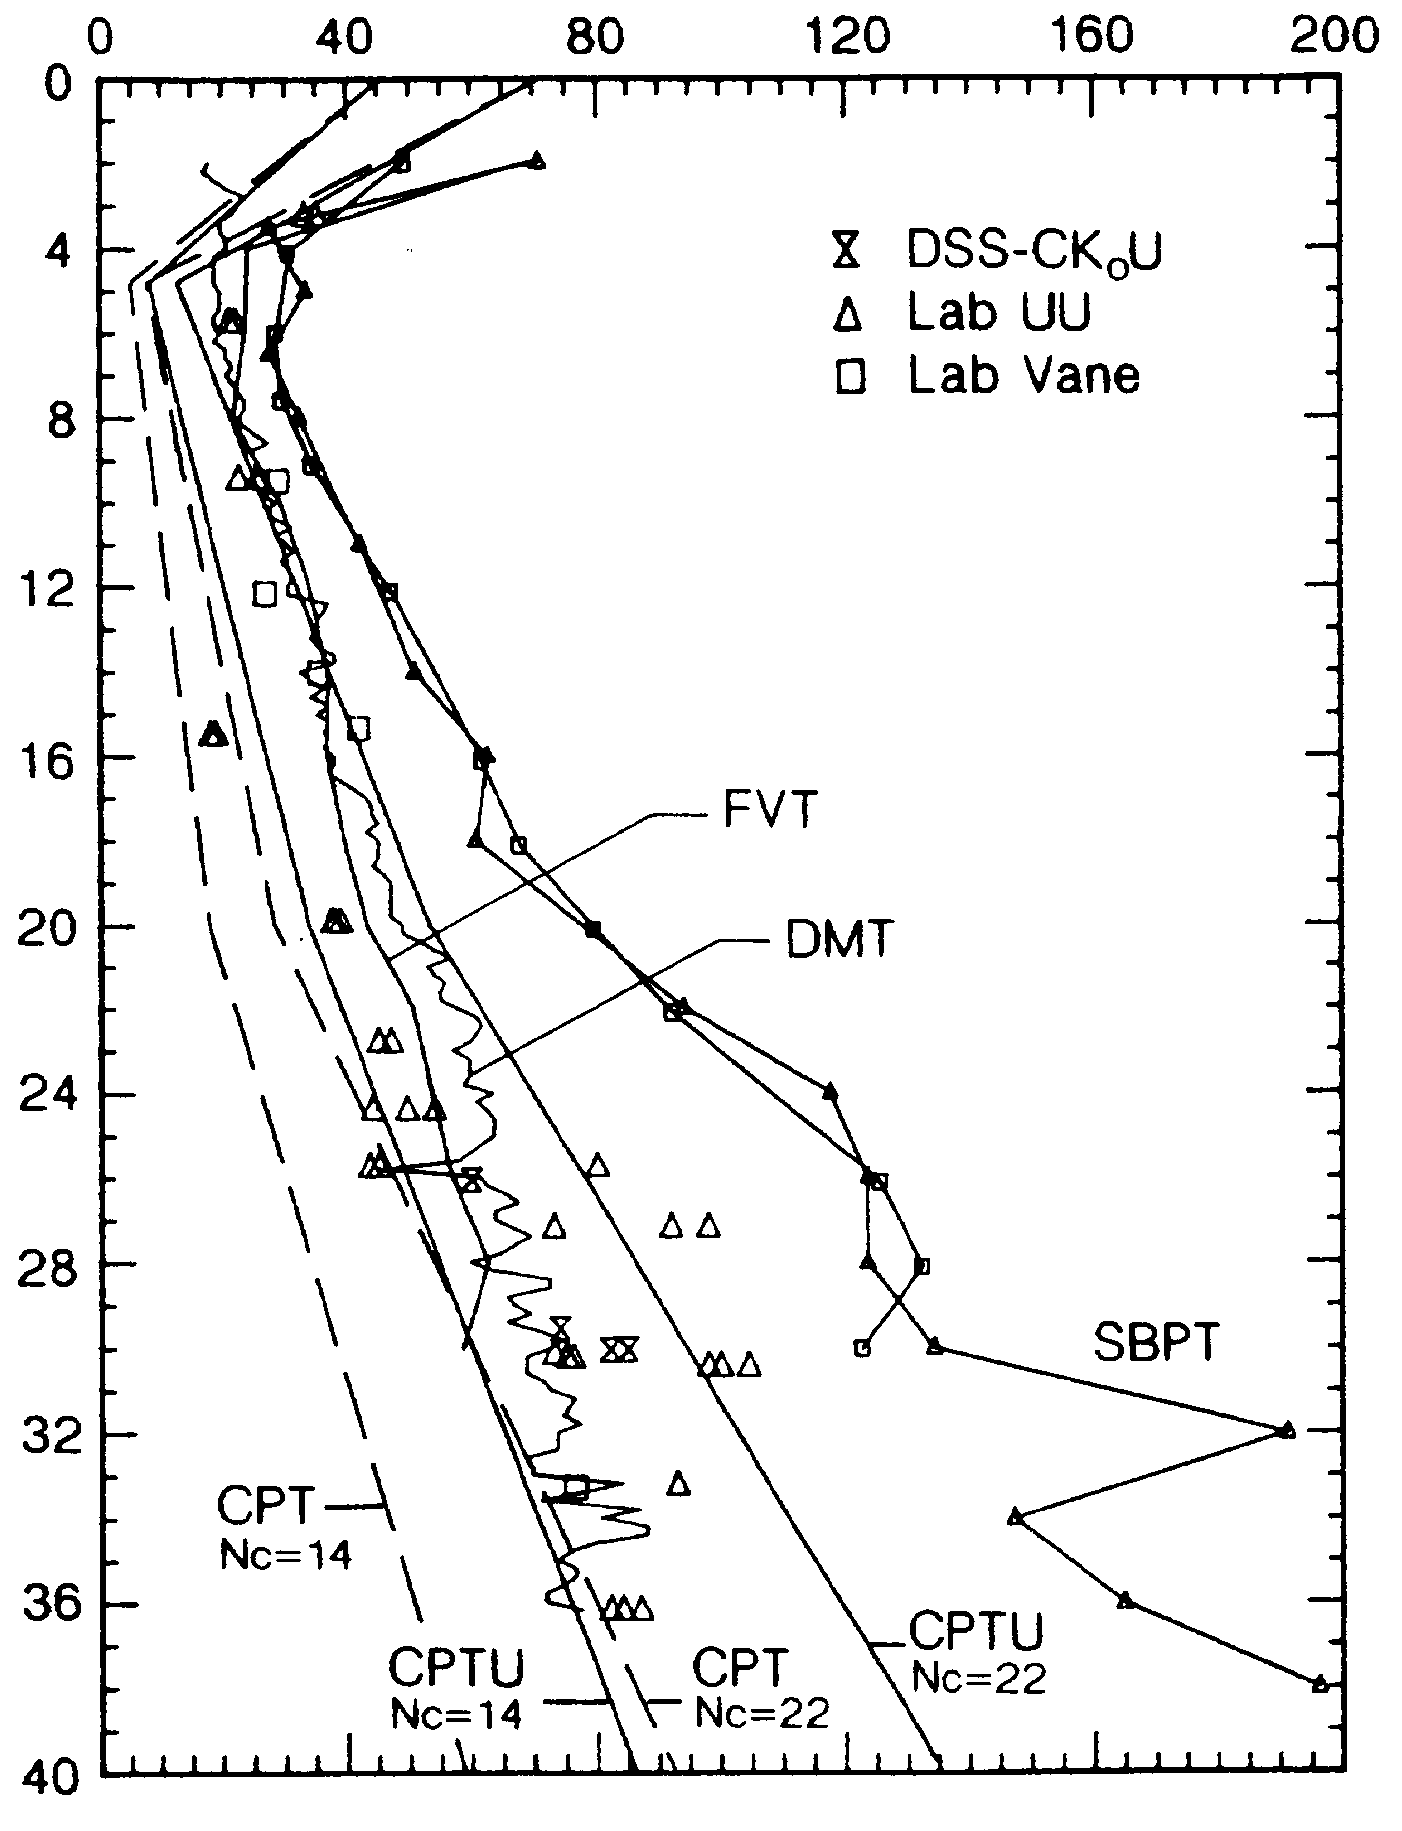 0 40 80 120 160 200
0
4
8
12
16
20
24
28
32
36
40
DSS-CKoU
Lab UU
Lab Vane
FVT
DMT
SBPT
CPT
Nc=14
CPTU
Nc=14
CPT
Nc=22
CPTU
Nc=22